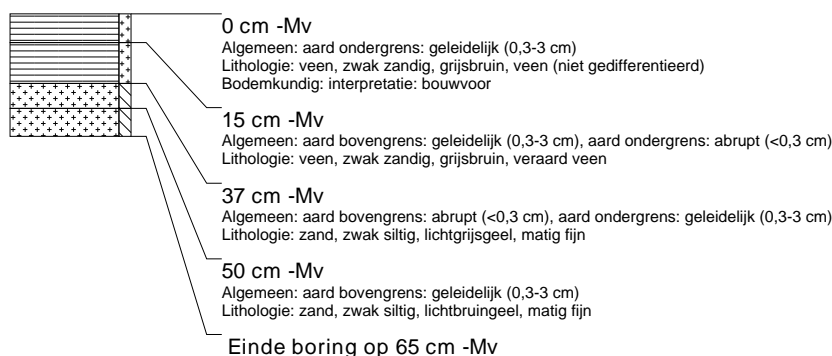 0 cm -Mv
Algemeen: aard ondergrens: geleidelijk (0,3-3 cm)
Lithologie: veen, zwak zandig, grijsbruin, veen (niet gedifferentieerd)
Bodemkundig: interpretatie: bouwvoor
15 cm -Mv
Algemeen: aard bovengrens: geleidelijk (0,3-3 cm), aard ondergrens: abrupt (<0,3 cm)
Lithologie: veen, zwak zandig, grijsbruin, veraard veen
37 cm -Mv
Algemeen: aard bovengrens: abrupt (<0,3 cm), aard ondergrens: geleidelijk (0,3-3 cm)
Lithologie: zand, zwak siltig, lichtgrijsgeel, matig fijn
50 cm -Mv
Algemeen: aard bovengrens: geleidelijk (0,3-3 cm)
Lithologie: zand, zwak siltig, lichtbruingeel, matig fijn
Einde boring op 65 cm -Mv